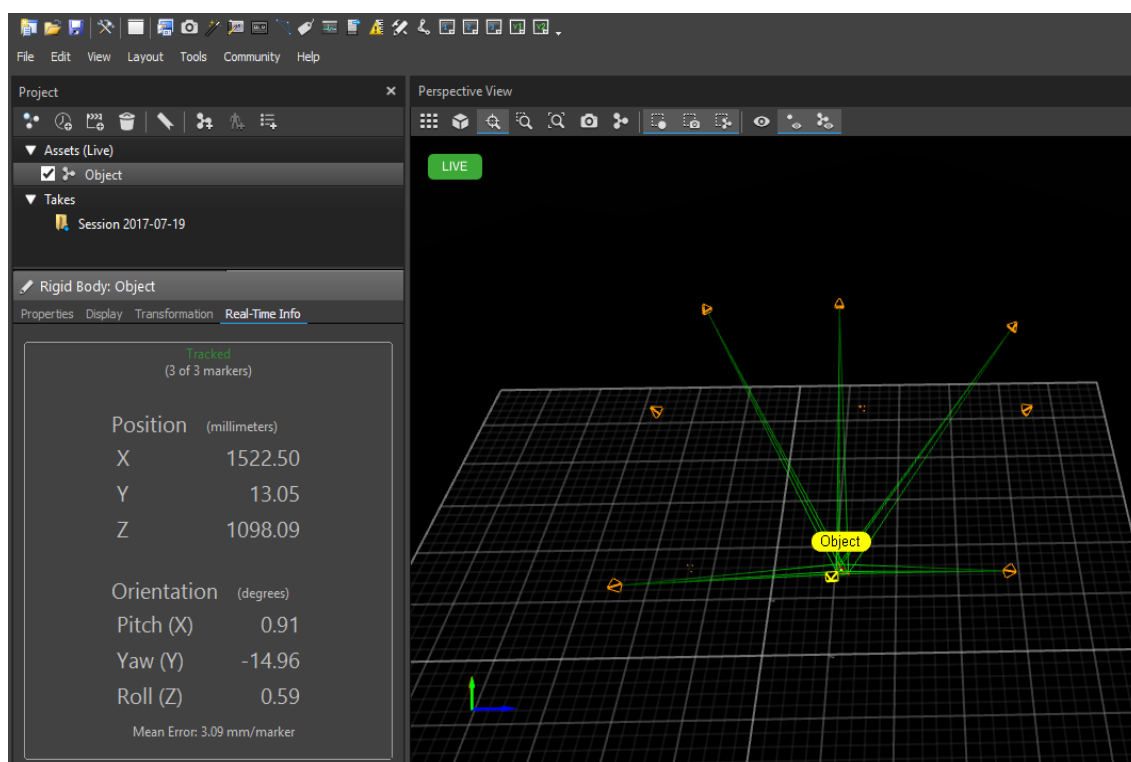 File Edit View Layout Tools Community Help
Project
Perspective View
Assets (Live)
LIVE
Object
Takes
Session 2017-07-19
Rigid Body: Object
Properties Display Transformation Real-Time Info
Tracked
(3 of 3 markers)
Position (millimeters)
X 1522.50
Y 13.05
Z 1098.09
Object
Orientation (degrees)
Pitch (X) 0.91
Yaw (Y) -14.96
Roll (Z) 0.59
Mean Error: 3.09 mm/marker